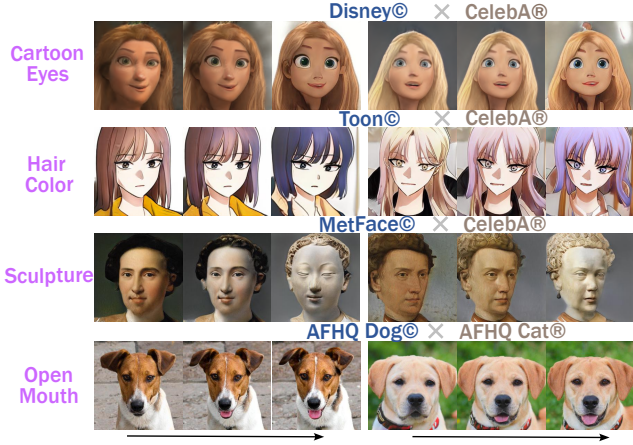 Disney© × CelebA®
Cartoon
Eyes
Toon© × CelebA®
Hair
Color
MetFace© × CelebA®
Sculpture
AFHQ Dog© × AFHQ Cat®
Open
Mouth